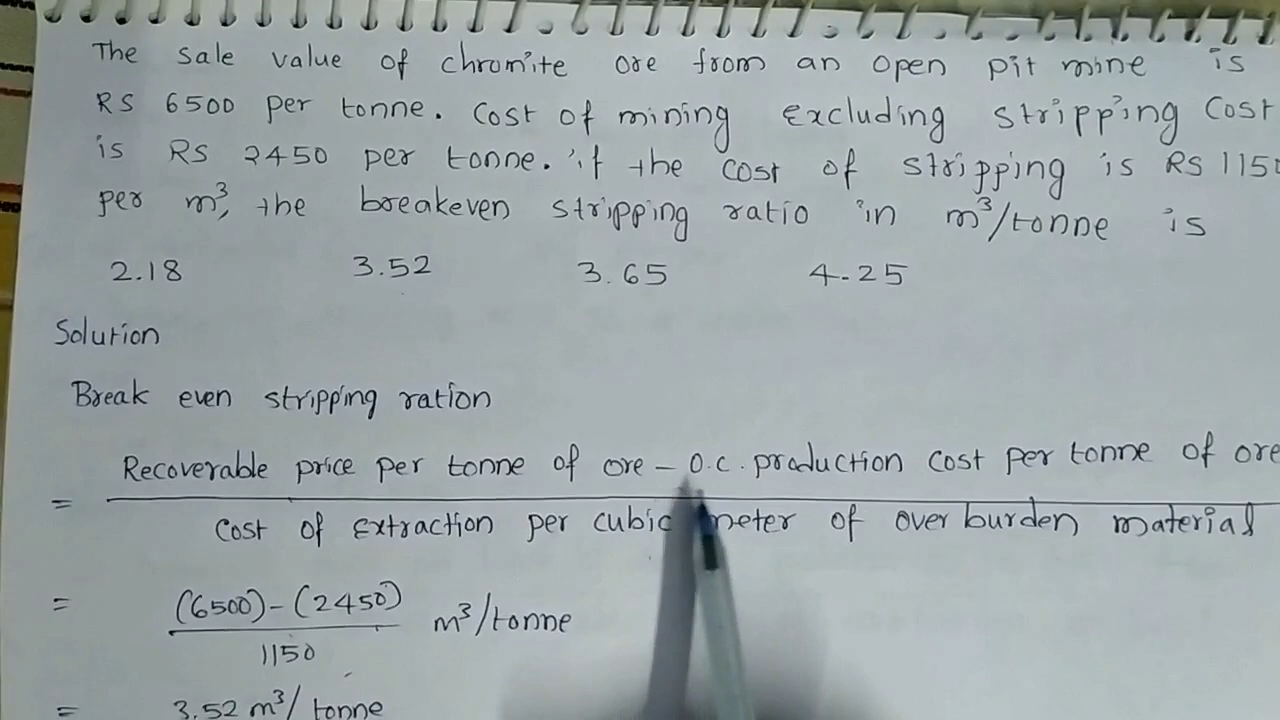 The sale value of chromite ore from an open pit mine is
RS 6500 per tonne. Cost of mining Excluding stripping Cost
is RS 2450 per tonne. if the cost of stripping is RS 1150
per m³, the breakeven stripping ratio in m³/tonne is
2.18 3.52 3.65 4.25
Solution
Break even stripping ration
= Recoverable price per tonne of ore – O.C. production cost per tonne of ore
Cost of Extraction per cubic meter of over burden material
= (6500) - (2450) m³/tonne
1150
= 3.52 m³/tonne